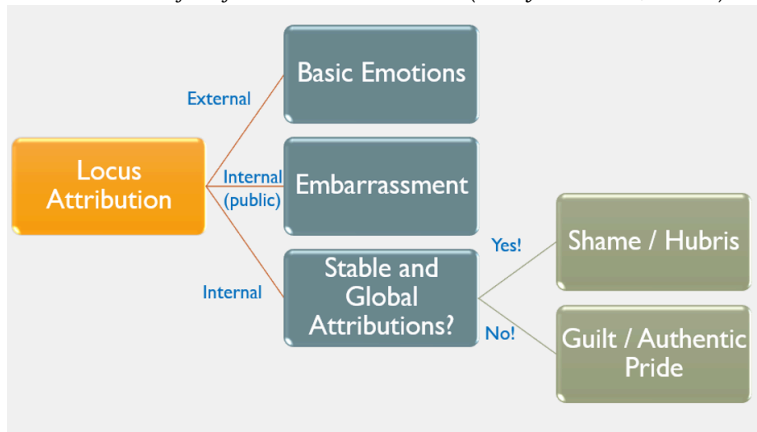 Basic Emotions
External
Locus
Attribution
Internal
(public)
Embarrassment
Internal
Stable and
Global
Attributions?
Yes!
Shame / Hubris
No!
Guilt / Authentic
Pride